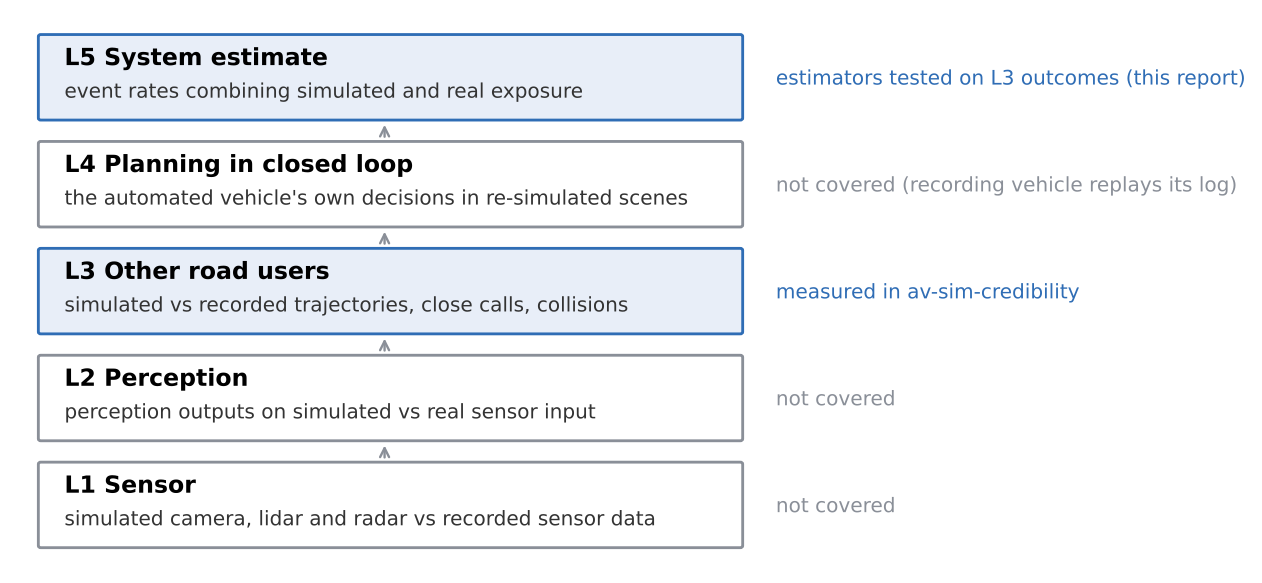 L5 System estimate
event rates combining simulated and real exposure
estimators tested on L3 outcomes (this report)
L4 Planning in closed loop
the automated vehicle's own decisions in re-simulated scenes
not covered (recording vehicle replays its log)
L3 Other road users
simulated vs recorded trajectories, close calls, collisions
measured in av-sim-credibility
L2 Perception
perception outputs on simulated vs real sensor input
not covered
L1 Sensor
simulated camera, lidar and radar vs recorded sensor data
not covered